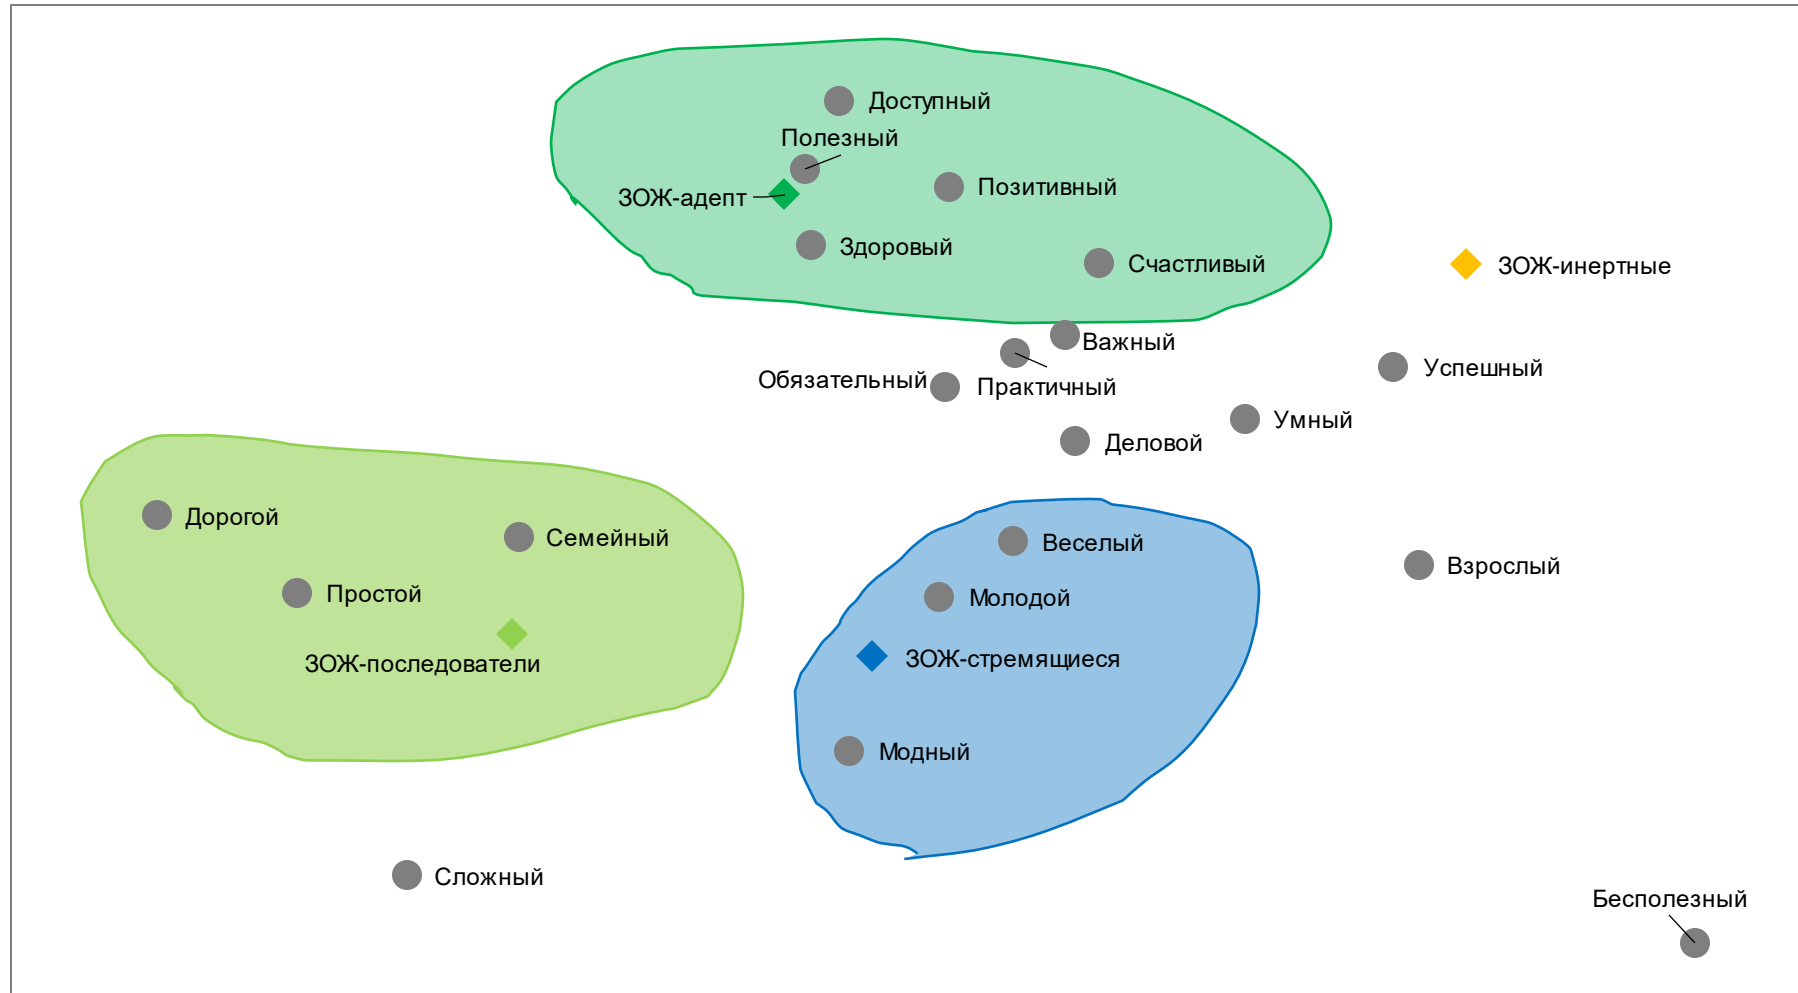 Доступный
Полезный
ЗОЖ-адепт
Позитивный
Здоровый
Счастливый
ЗОЖ-инертные
Важный
Успешный
Обязательный
Практичный
Умный
Деловой
Дорогой
Семейный
Веселый
Взрослый
Простой
Молодой
ЗОЖ-последователи
ЗОЖ-стремящиеся
Модный
Сложный
Бесполезный